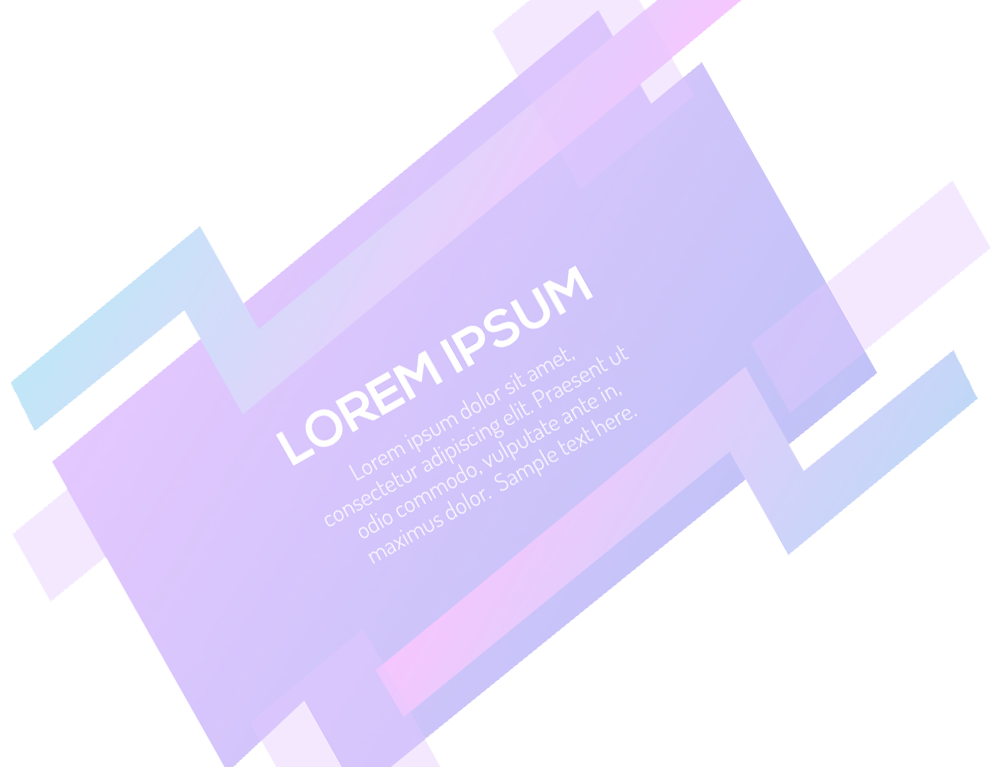 LOREM IPSUM
Lorem ipsum dolor sit amet,
consectetur adipiscing elit. Praesent ut
odio commodo, vulputate ante in,
maximus dolor. Sample text here.